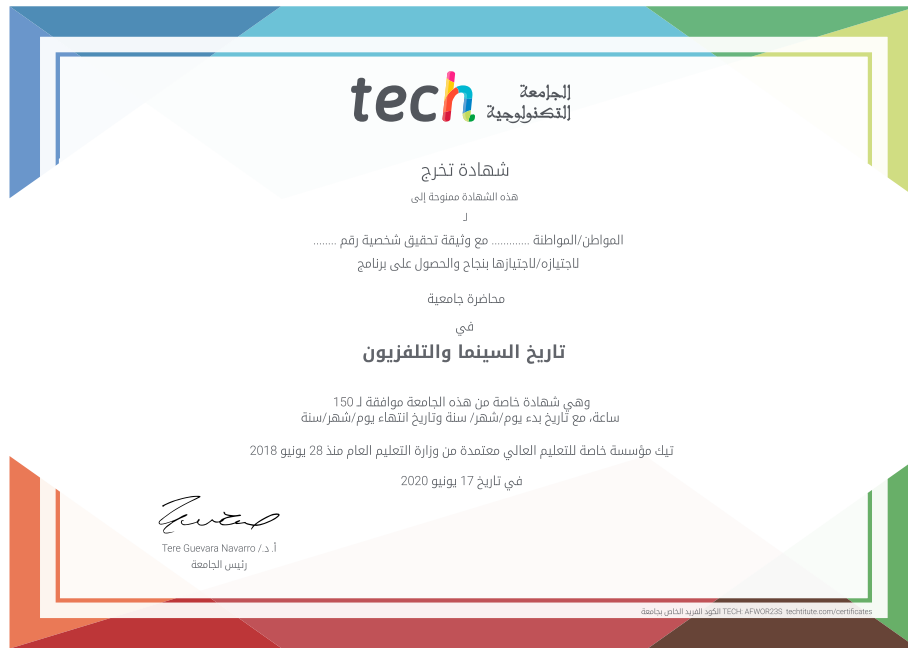 tech الجامعة
التكنولوجية
شهادة تخرج
هذه الشهادة ممنوحة إلى
لـ
المواطن/المواطنة ............. مع وثيقة تحقيق شخصية رقم ........
لاجتيازه/لاجتيازها بنجاح والحصول على برنامج
محاضرة جامعية
في
تاريخ السينما والتلفزيون
وهي شهادة خاصة من هذه الجامعة موافقة لـ 150
ساعة، مع تاريخ بدء يوم/شهر/ سنة وتاريخ انتهاء يوم/شهر/سنة
تيك مؤسسة خاصة للتعليم العالي معتمدة من وزارة التعليم العام منذ 28 يونيو 2018
في تاريخ 17 يونيو 2020
أ. د./ Tere Guevara Navarro
رئيس الجامعة
الكود الفريد الخاص بجامعة TECH: AFWOR23S techtitute.com/certificates